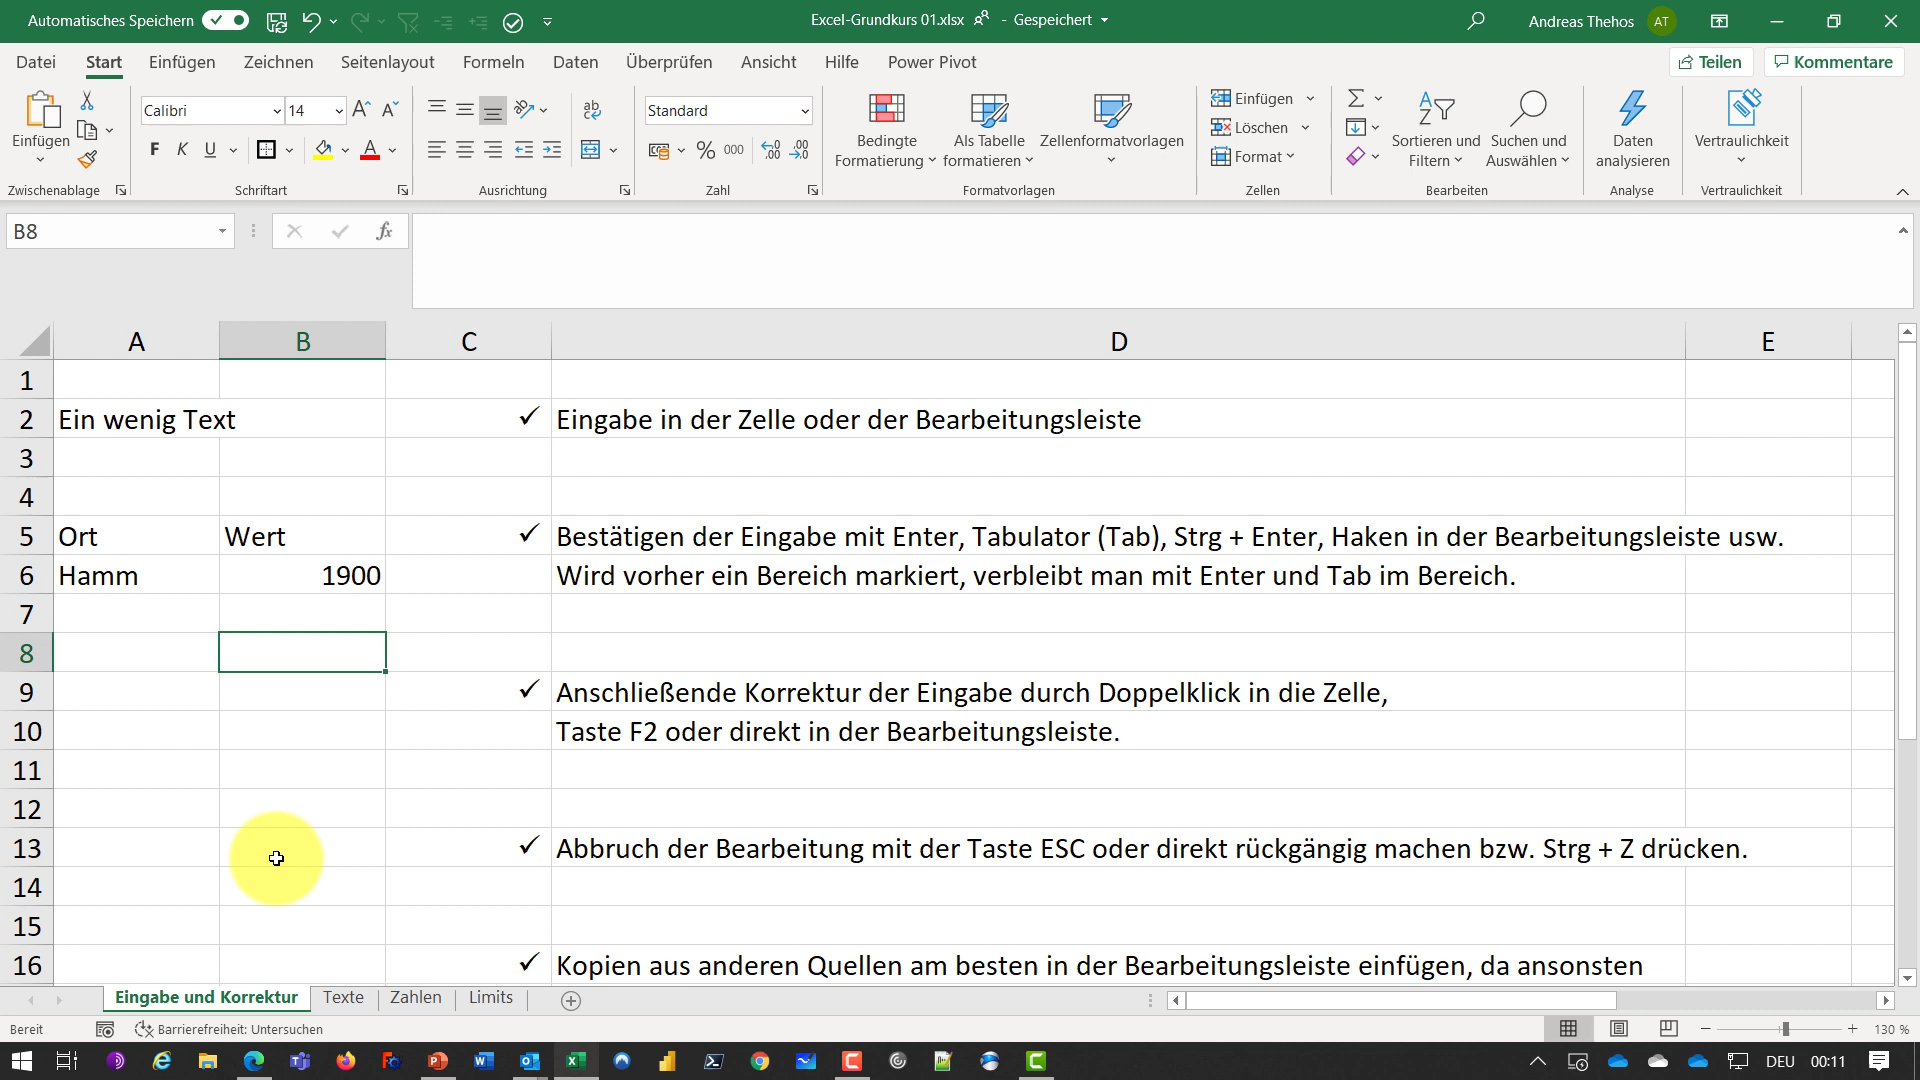 Automatisches Speichern
Excel-Grundkurs 01.xlsx - Gespeichert
Andreas Thehos AT
Datei Start Einfügen Zeichnen Seitenlayout Formeln Daten Überprüfen Ansicht Hilfe Power Pivot
Teilen Kommentare
Einfügen
Zwischenablage
Calibri 14
F K U
Schriftart
ab
Ausrichtung
Standard
% 000
Zahl
Bedingte Formatierung
Als Tabelle formatieren
Zellenformatvorlagen
Formatvorlagen
Einfügen
Löschen
Format
Zellen
Sortieren und Filtern
Suchen und Auswählen
Bearbeiten
Daten analysieren
Analyse
Vertraulichkeit
Vertraulichkeit
B8 fx
A B C D E
1
2 Ein wenig Text ✓ Eingabe in der Zelle oder der Bearbeitungsleiste
3
4
5 Ort Wert ✓ Bestätigen der Eingabe mit Enter, Tabulator (Tab), Strg + Enter, Haken in der Bearbeitungsleiste usw.
6 Hamm 1900 Wird vorher ein Bereich markiert, verbleibt man mit Enter und Tab im Bereich.
7
8
9 ✓ Anschließende Korrektur der Eingabe durch Doppelklick in die Zelle,
10 Taste F2 oder direkt in der Bearbeitungsleiste.
11
12
13 ✓ Abbruch der Bearbeitung mit der Taste ESC oder direkt rückgängig machen bzw. Strg + Z drücken.
14
15
16 ✓ Kopien aus anderen Quellen am besten in der Bearbeitungsleiste einfügen, da ansonsten
Eingabe und Korrektur Texte Zahlen Limits
Bereit Barrierefreiheit: Untersuchen 130 %
DEU 00:11